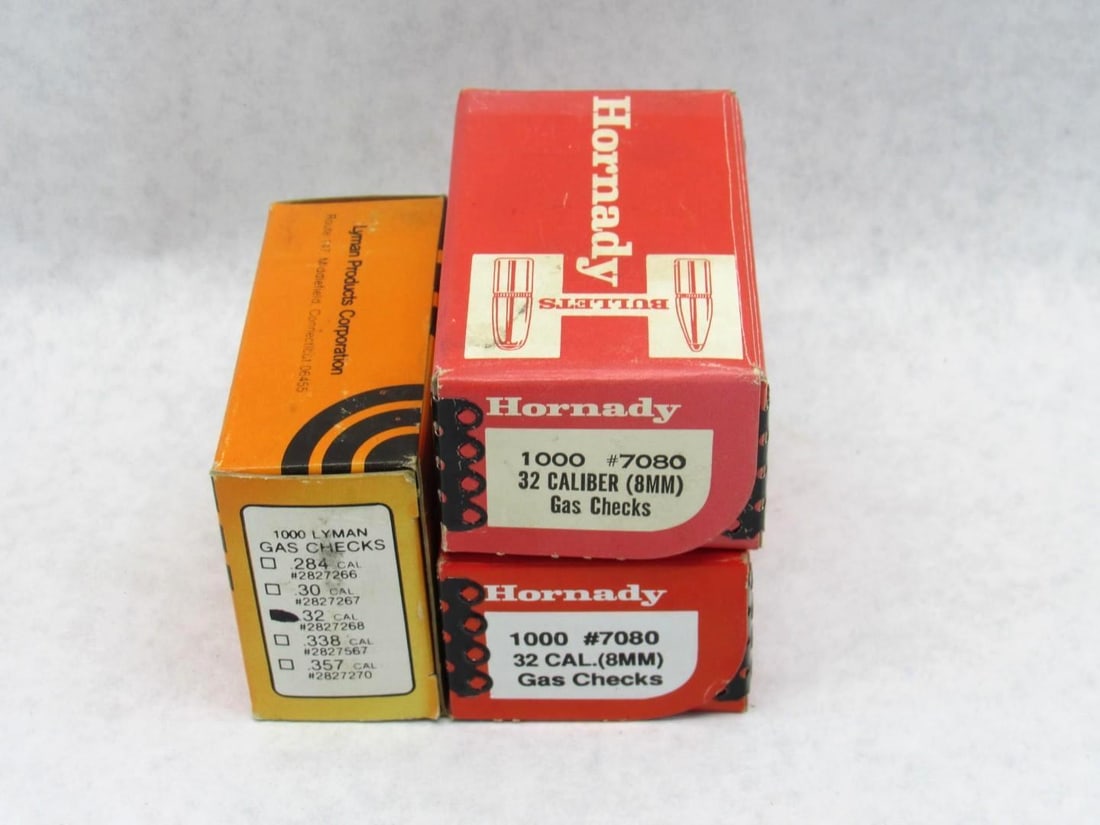 Lyman Products Corporation
Route 147 Middlefield, Connecticut 06455
1000 LYMAN
GAS CHECKS
.284 CAL
#2827266
.30 CAL
#2827267
.32 CAL
#2827268
.338 CAL
#2827567
.357 CAL
#2827270
Hornady
BULLETS
Hornady
1000 #7080
32 CALIBER (8MM)
Gas Checks
Hornady
1000 #7080
32 CAL.(8MM)
Gas Checks